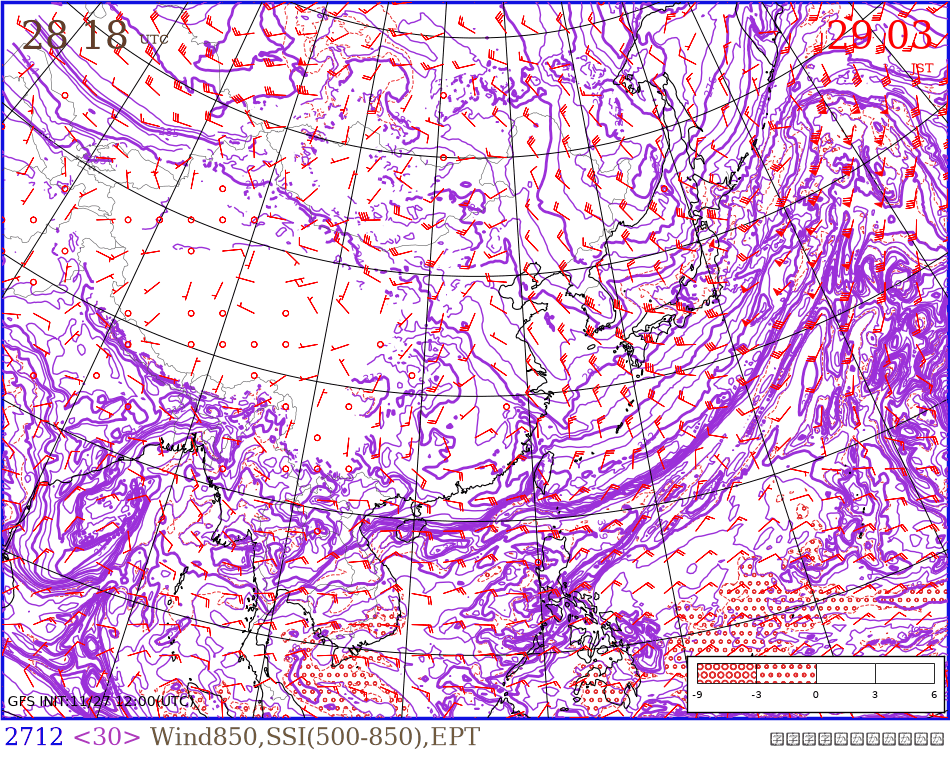 28 18 UTC
29 03
JST
GFS INIT:11/27 12:00(UTC)
-9 -3 0 3 6
2712 <30> Wind850,SSI(500-850),EPT